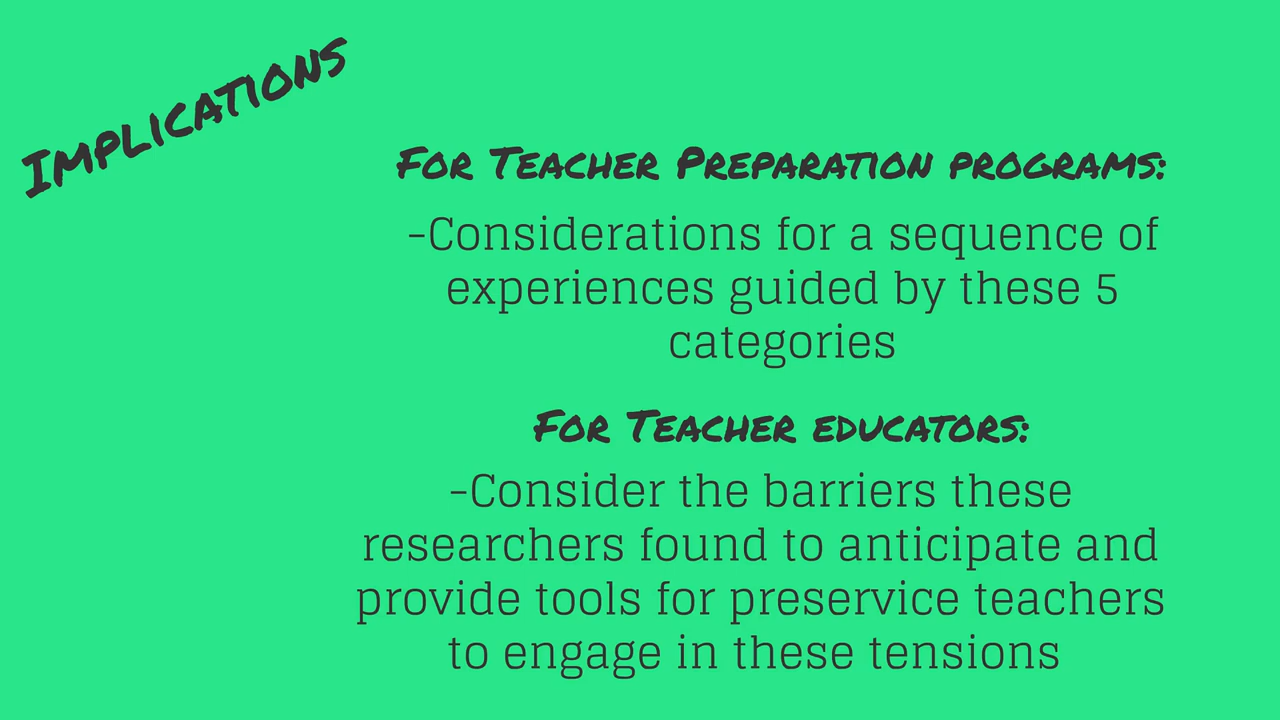 Implications
For Teacher Preparation programs:
-Considerations for a sequence of
experiences guided by these 5
categories
For Teacher educators:
-Consider the barriers these
researchers found to anticipate and
provide tools for preservice teachers
to engage in these tensions